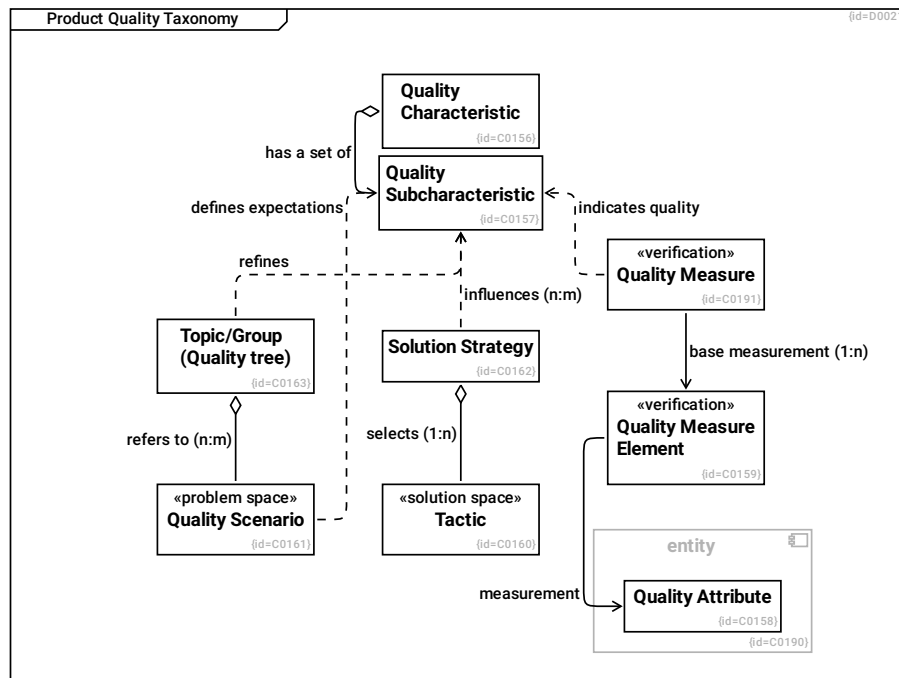 Product Quality Taxonomy
Quality
Characteristic
{id=C0156}
has a set of
Quality
Subcharacteristic
{id=C0157}
defines expectations
indicates quality
refines
influences (n:m)
«verification»
Quality Measure
{id=C0191}
Topic/Group
(Quality tree)
{id=C0163}
Solution Strategy
{id=C0162}
base measurement (1:n)
refers to (n:m)
selects (1:n)
«verification»
Quality Measure
Element
{id=C0159}
«problem space»
Quality Scenario
{id=C0161}
«solution space»
Tactic
{id=C0160}
entity
measurement
Quality Attribute
{id=C0158}
{id=C0190}